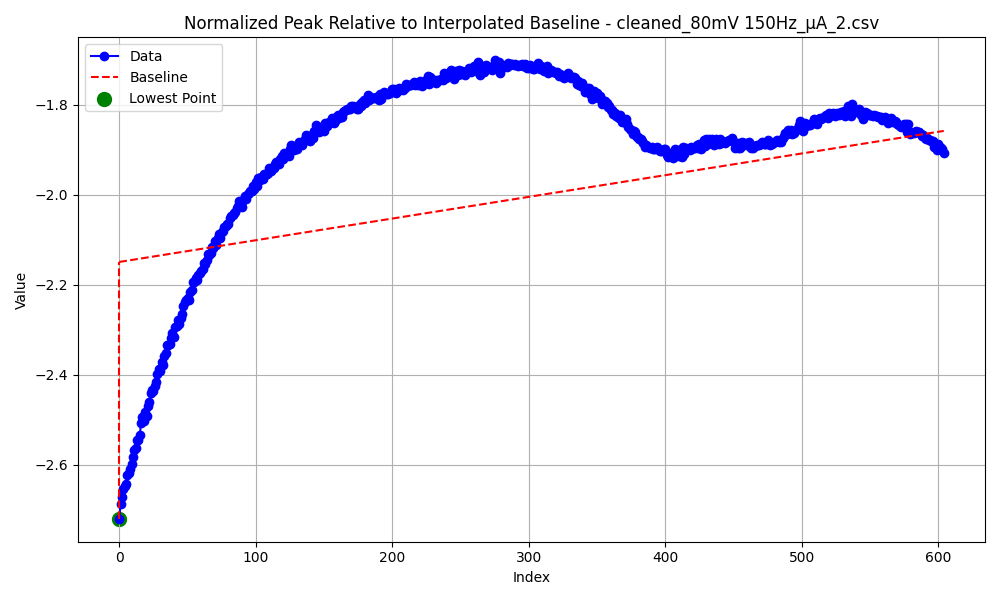 Normalized Peak Relative to Interpolated Baseline - cleaned_80mV 150Hz_µA_2.csv
Data
Baseline
Lowest Point
Value
−1.8
−2.0
−2.2
−2.4
−2.6
0 100 200 300 400 500 600
Index